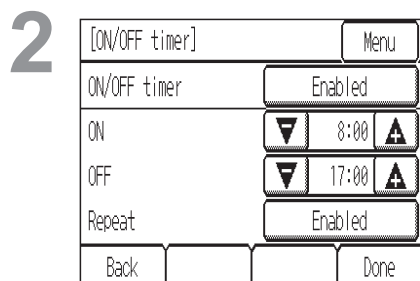 2
[ON/OFF timer] Menu
ON/OFF timer Enabled
ON 8:00
OFF 17:00
Repeat Enabled
Back Done